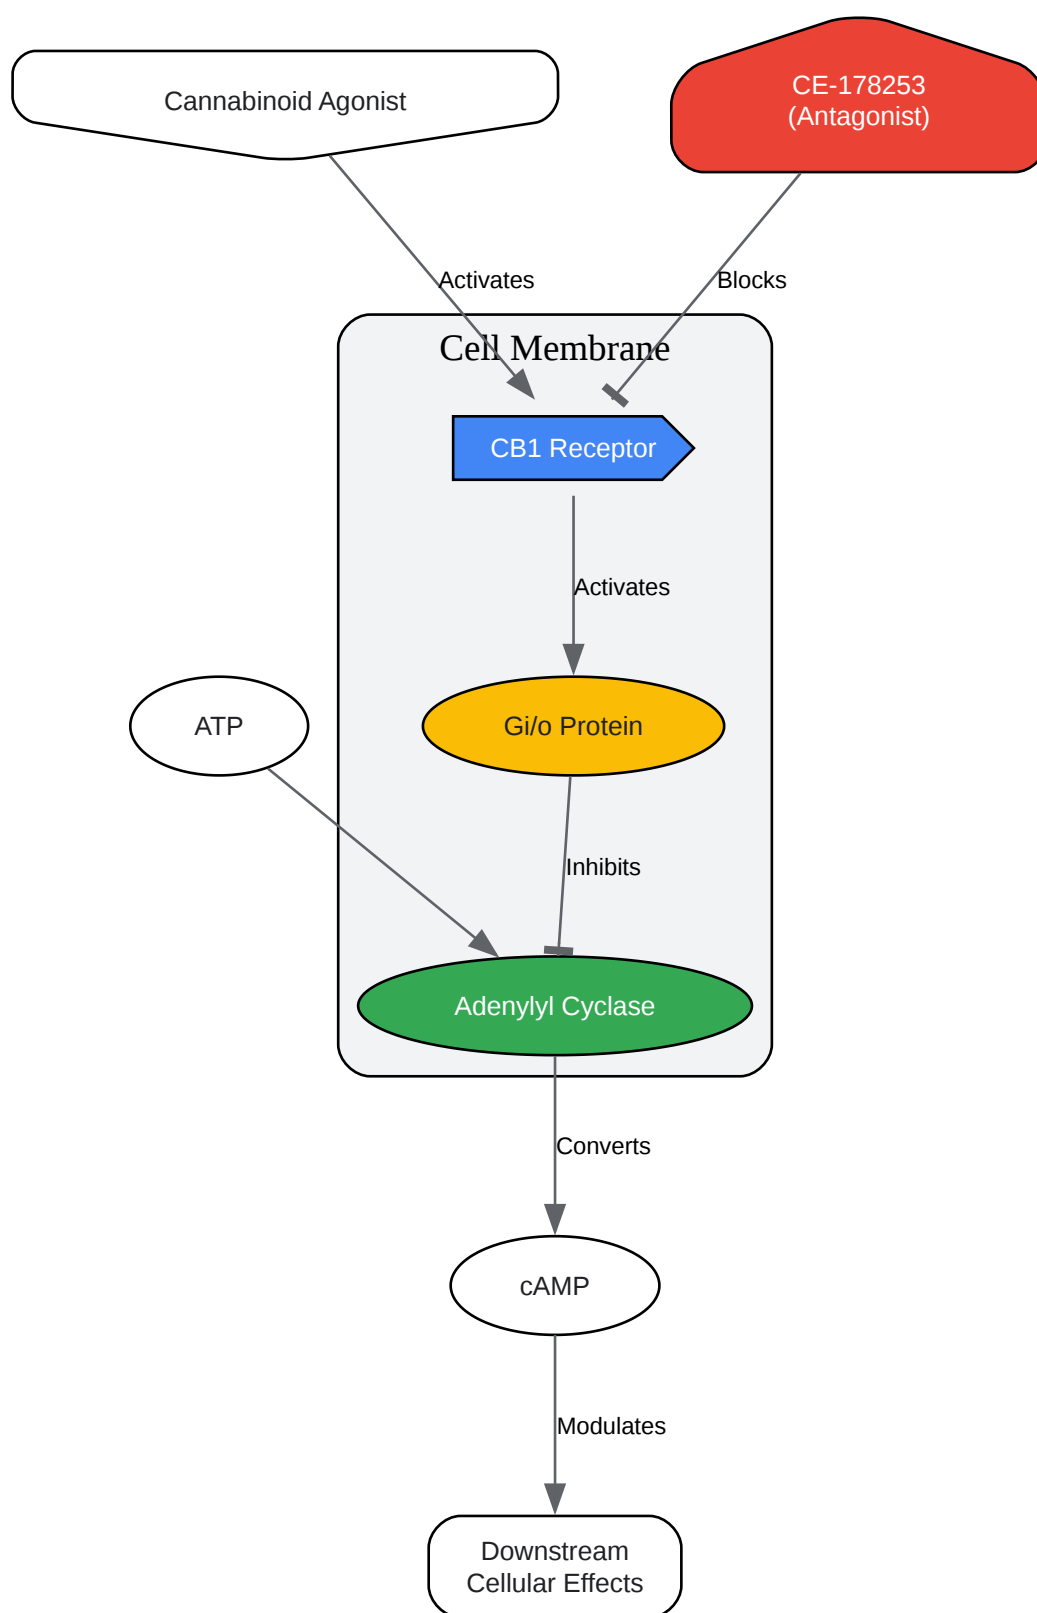 Cannabinoid Agonist
CE-178253
(Antagonist)
Activates
Blocks
Cell Membrane
CB1 Receptor
Activates
ATP
Gi/o Protein
Inhibits
Adenylyl Cyclase
Converts
cAMP
Modulates
Downstream
Cellular Effects